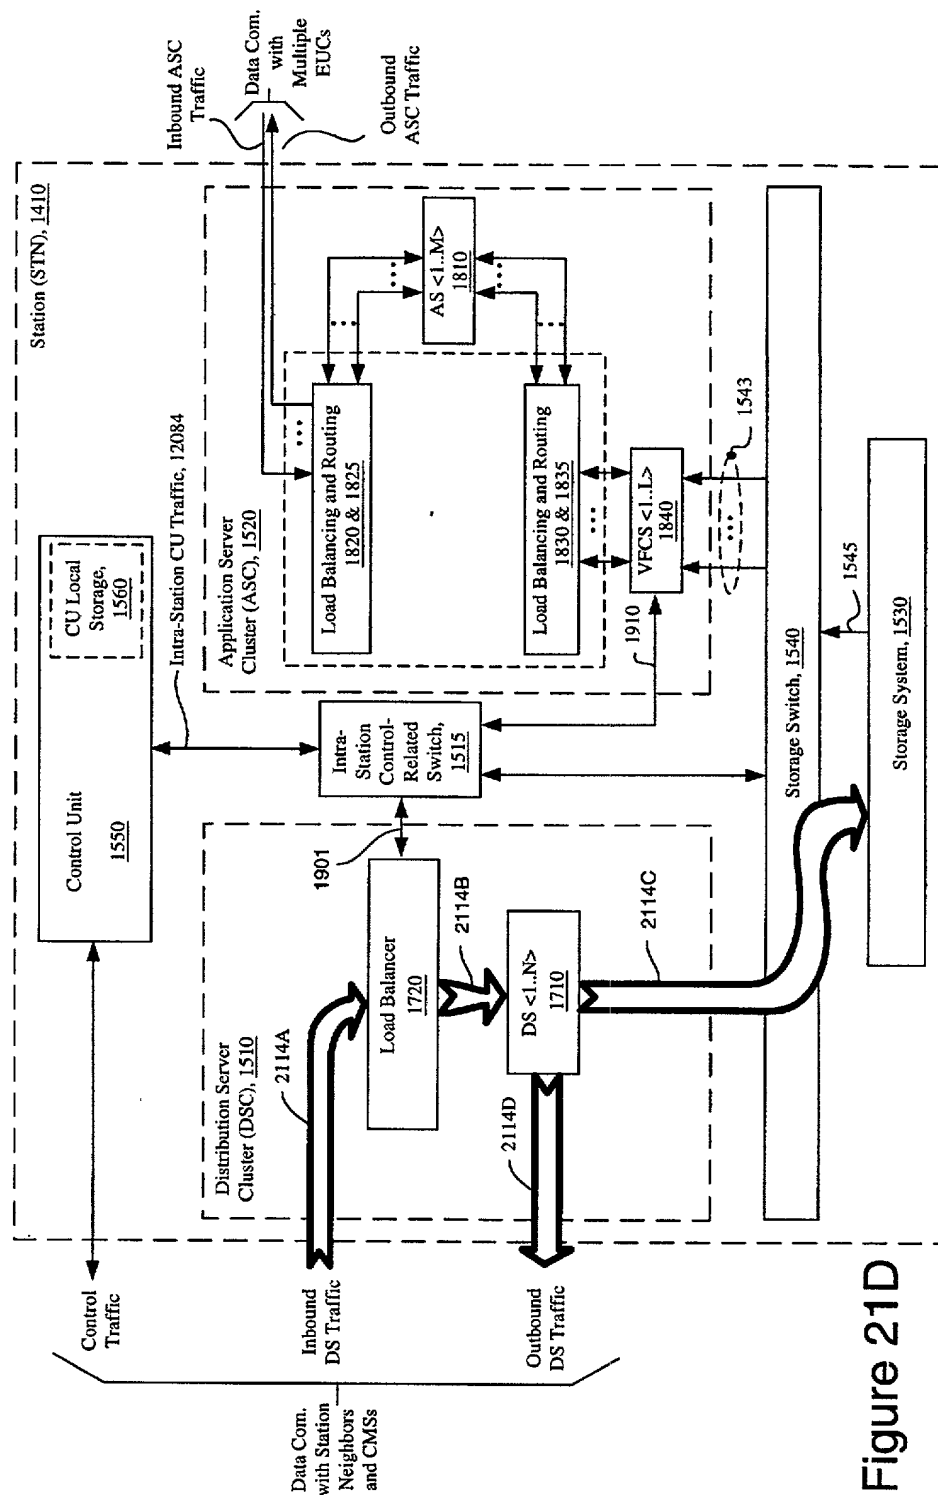 Station (STN), 1410
Control Unit
1550
CU Local
Storage,
1560
Control
Traffic
Intra-Station CU Traffic, 12084
Data Com.
with Station
Neighbors
and CMSs
Inbound
DS Traffic
Outbound
DS Traffic
Distribution Server
Cluster (DSC), 1510
2114A
Load Balancer
1720
1901
2114B
DS <1..N>
1710
2114C
2114D
Intra-
Station
Control-
Related
Switch,
1515
Application Server
Cluster (ASC), 1520
Load Balancing and Routing
1820 & 1825
Load Balancing and Routing
1830 & 1835
AS <1..M>
1810
VFCS <1..L>
1840
1910
1543
Inbound ASC
Traffic
Data Com.
with
Multiple
EUCs
Outbound
ASC Traffic
Storage Switch, 1540
1545
Storage System, 1530
Figure 21D